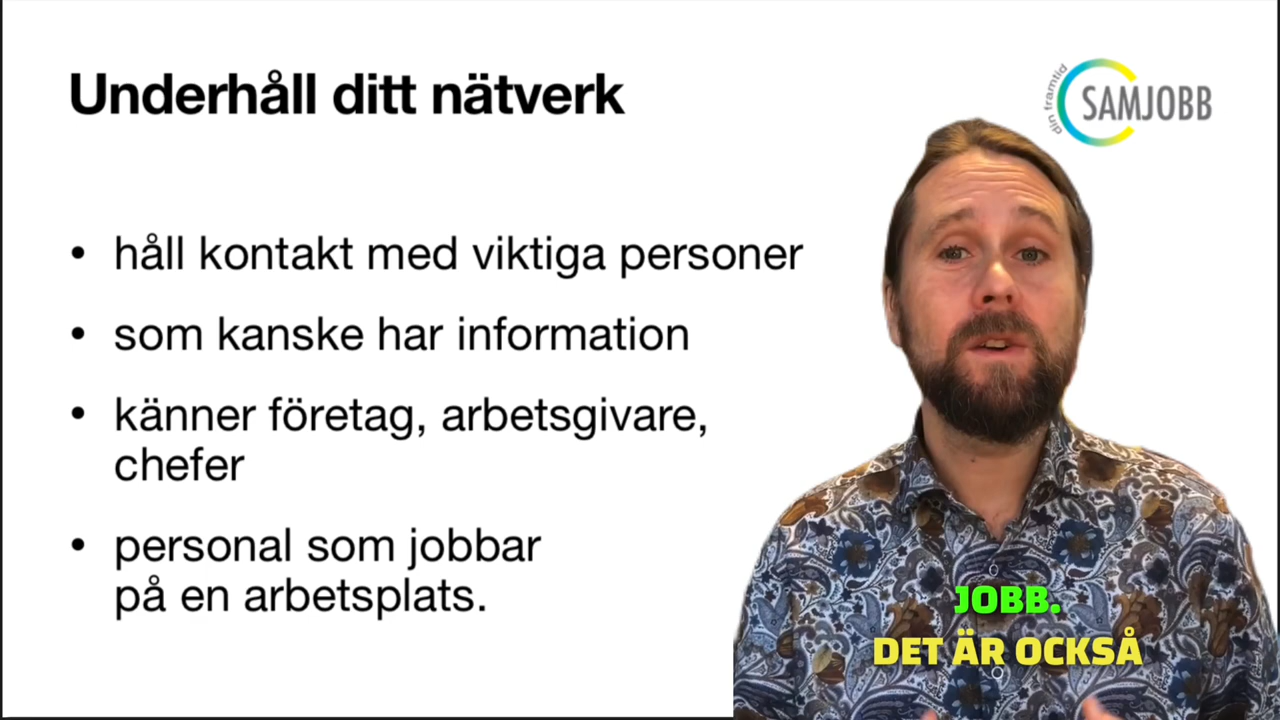 Underhåll ditt nätverk
din framtid
SAMJOBB
• håll kontakt med viktiga personer
• som kanske har information
• känner företag, arbetsgivare,
chefer
• personal som jobbar
på en arbetsplats.
JOBB.
DET ÄR OCKSÅ